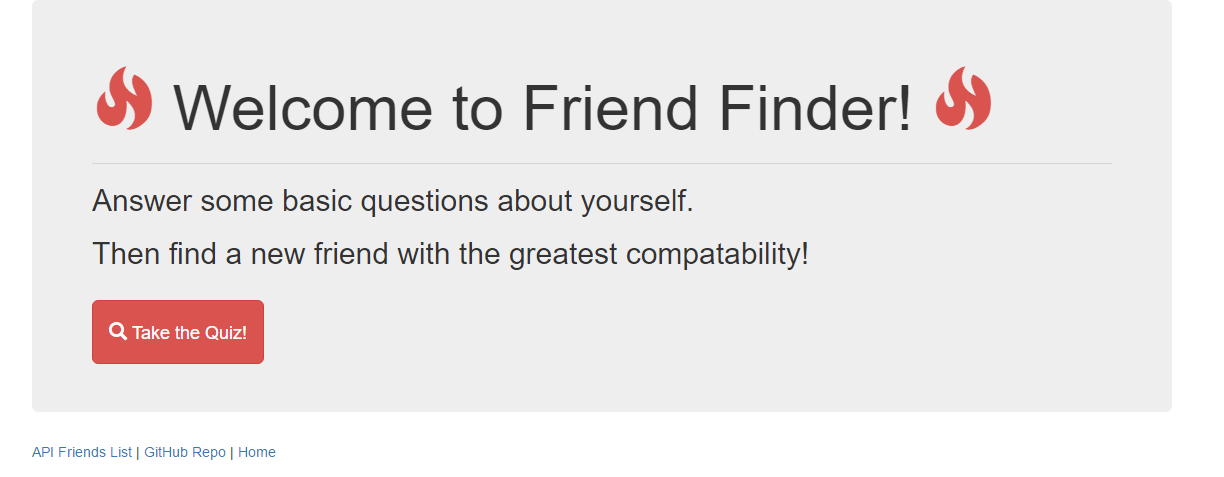 Welcome to Friend Finder!
Answer some basic questions about yourself.
Then find a new friend with the greatest compatability!
Take the Quiz!
API Friends List | GitHub Repo | Home